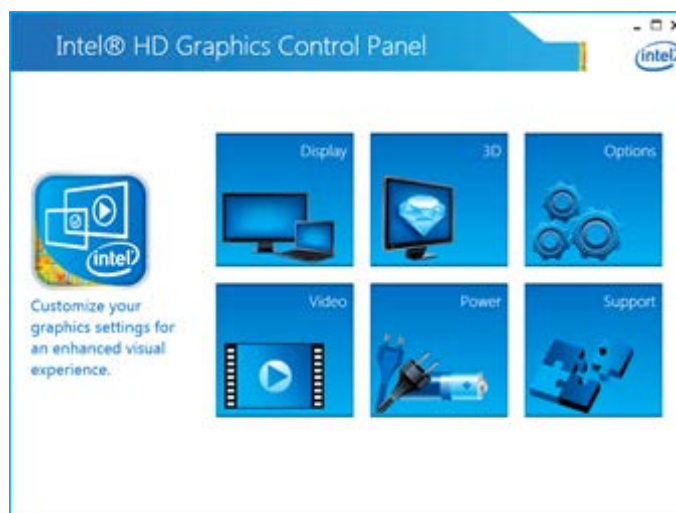 Intel® HD Graphics Control Panel
intel
Display
3D
Options
intel
Customize your
graphics settings for
an enhanced visual
experience.
Video
Power
Support